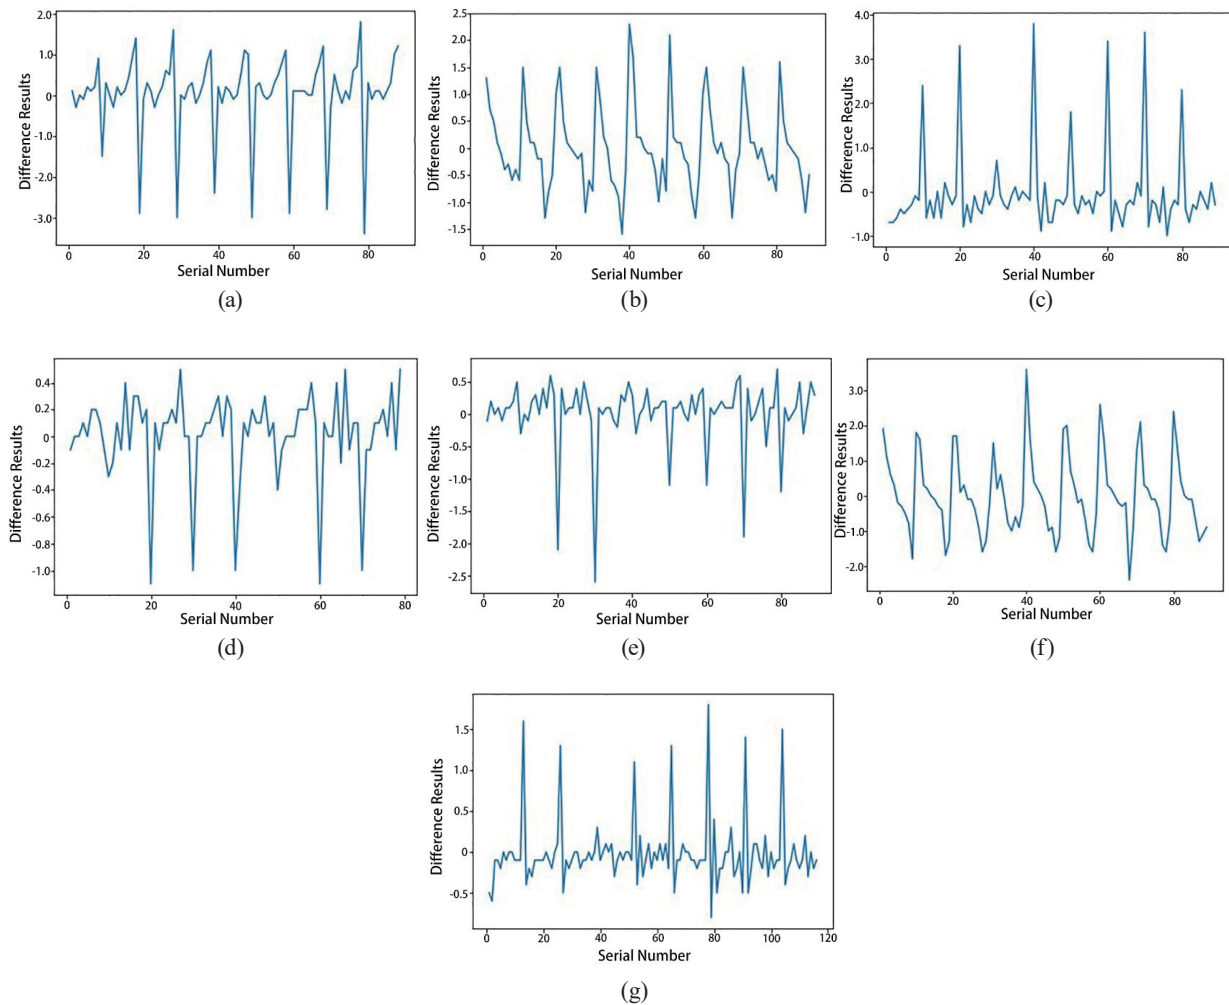 2.0
1.0
0
-1.0
-2.0
-3.0
Difference Results
0 20 40 60 80
Serial Number
(a)
2.5
2.0
1.5
1.0
0.5
0
-0.5
-1.0
-1.5
Difference Results
0 20 40 60 80
Serial Number
(b)
4.0
3.0
2.0
1.0
0
-1.0
Difference Results
0 20 40 60 80
Serial Number
(c)
0.4
0.2
0
-0.2
-0.4
-0.6
-0.8
-1.0
Difference Results
0 20 40 60 80
Serial Number
(d)
0.5
0
-0.5
-1.0
-1.5
-2.0
-2.5
Difference Results
0 20 40 60 80
Serial Number
(e)
3.0
2.0
1.0
0
-1.0
-2.0
Difference Results
0 20 40 60 80
Serial Number
(f)
1.5
1.0
0.5
0
-0.5
Difference Results
0 20 40 60 80 100 120
Serial Number
(g)